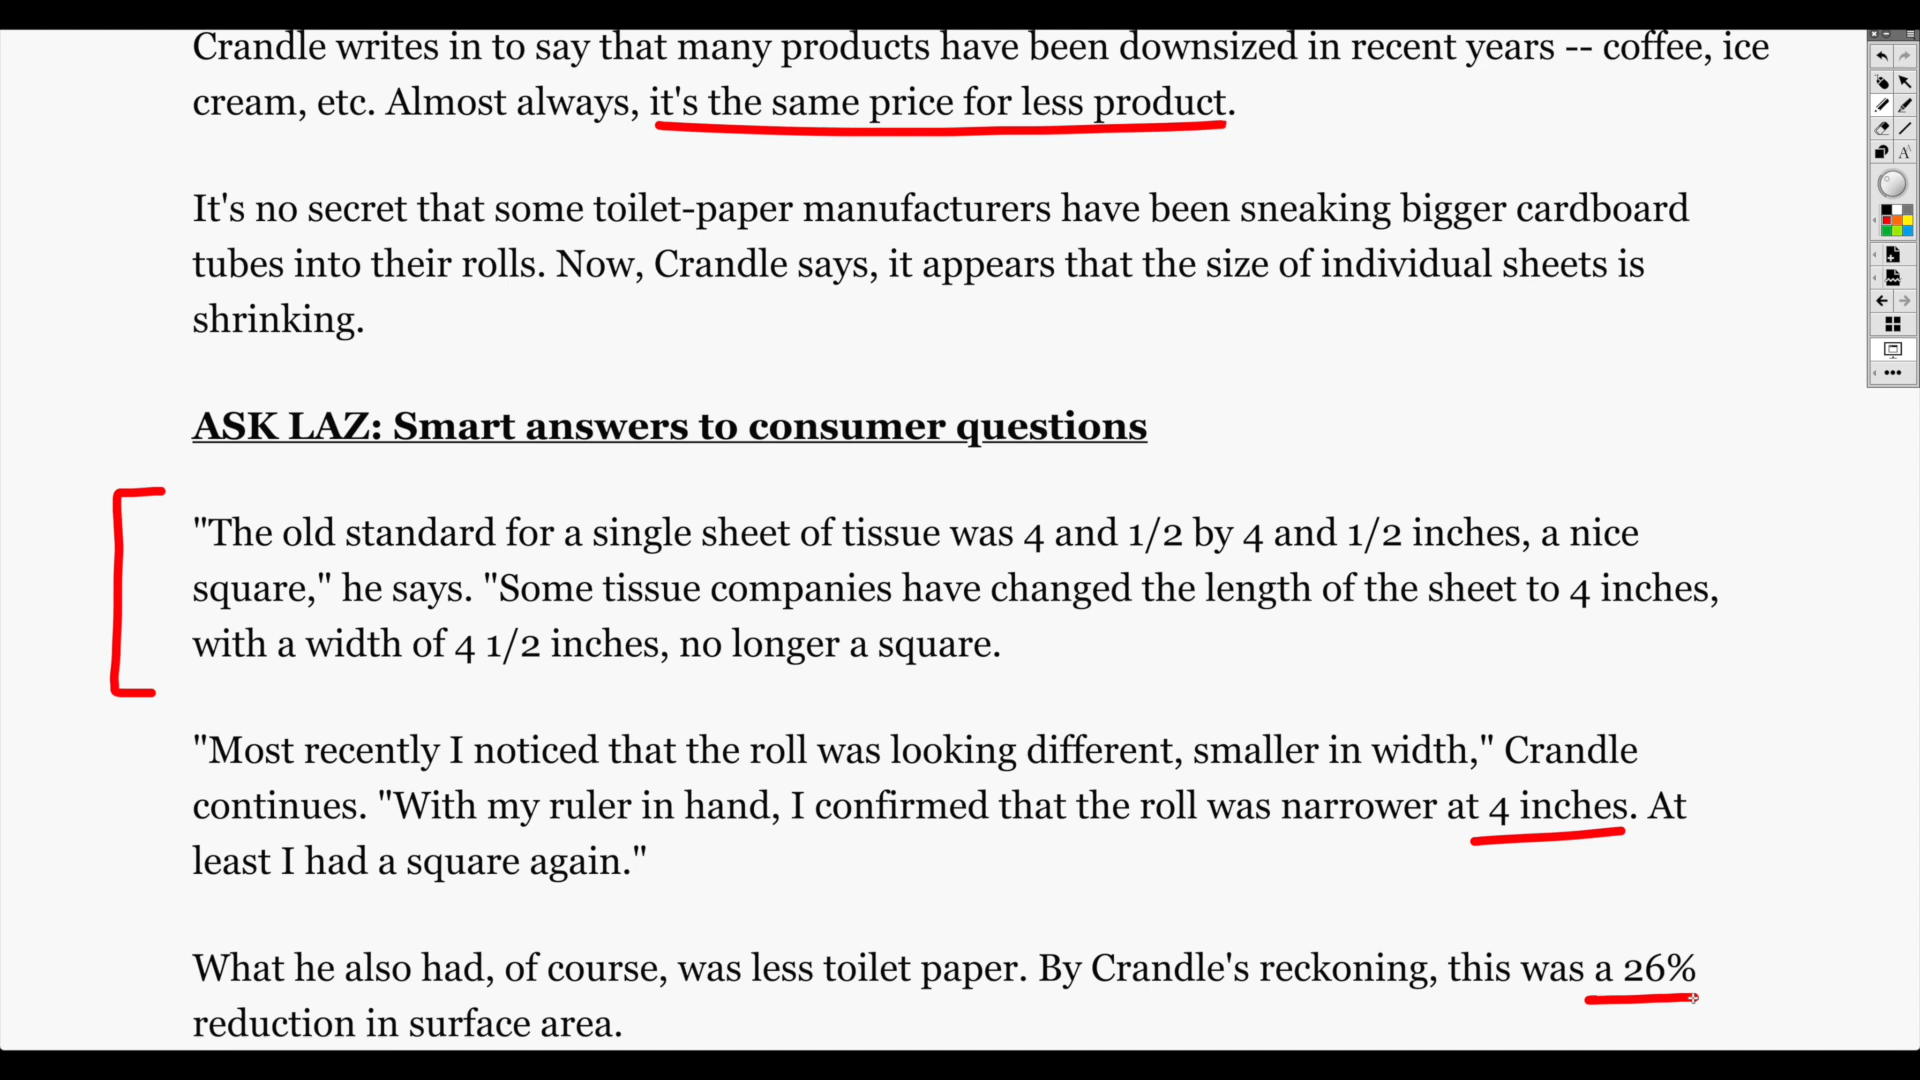 Crandle writes in to say that many products have been downsized in recent years -- coffee, ice
cream, etc. Almost always, it's the same price for less product.
It's no secret that some toilet-paper manufacturers have been sneaking bigger cardboard
tubes into their rolls. Now, Crandle says, it appears that the size of individual sheets is
shrinking.
ASK LAZ: Smart answers to consumer questions
"The old standard for a single sheet of tissue was 4 and 1/2 by 4 and 1/2 inches, a nice
square," he says. "Some tissue companies have changed the length of the sheet to 4 inches,
with a width of 4 1/2 inches, no longer a square.
"Most recently I noticed that the roll was looking different, smaller in width," Crandle
continues. "With my ruler in hand, I confirmed that the roll was narrower at 4 inches. At
least I had a square again."
What he also had, of course, was less toilet paper. By Crandle's reckoning, this was a 26%
reduction in surface area.